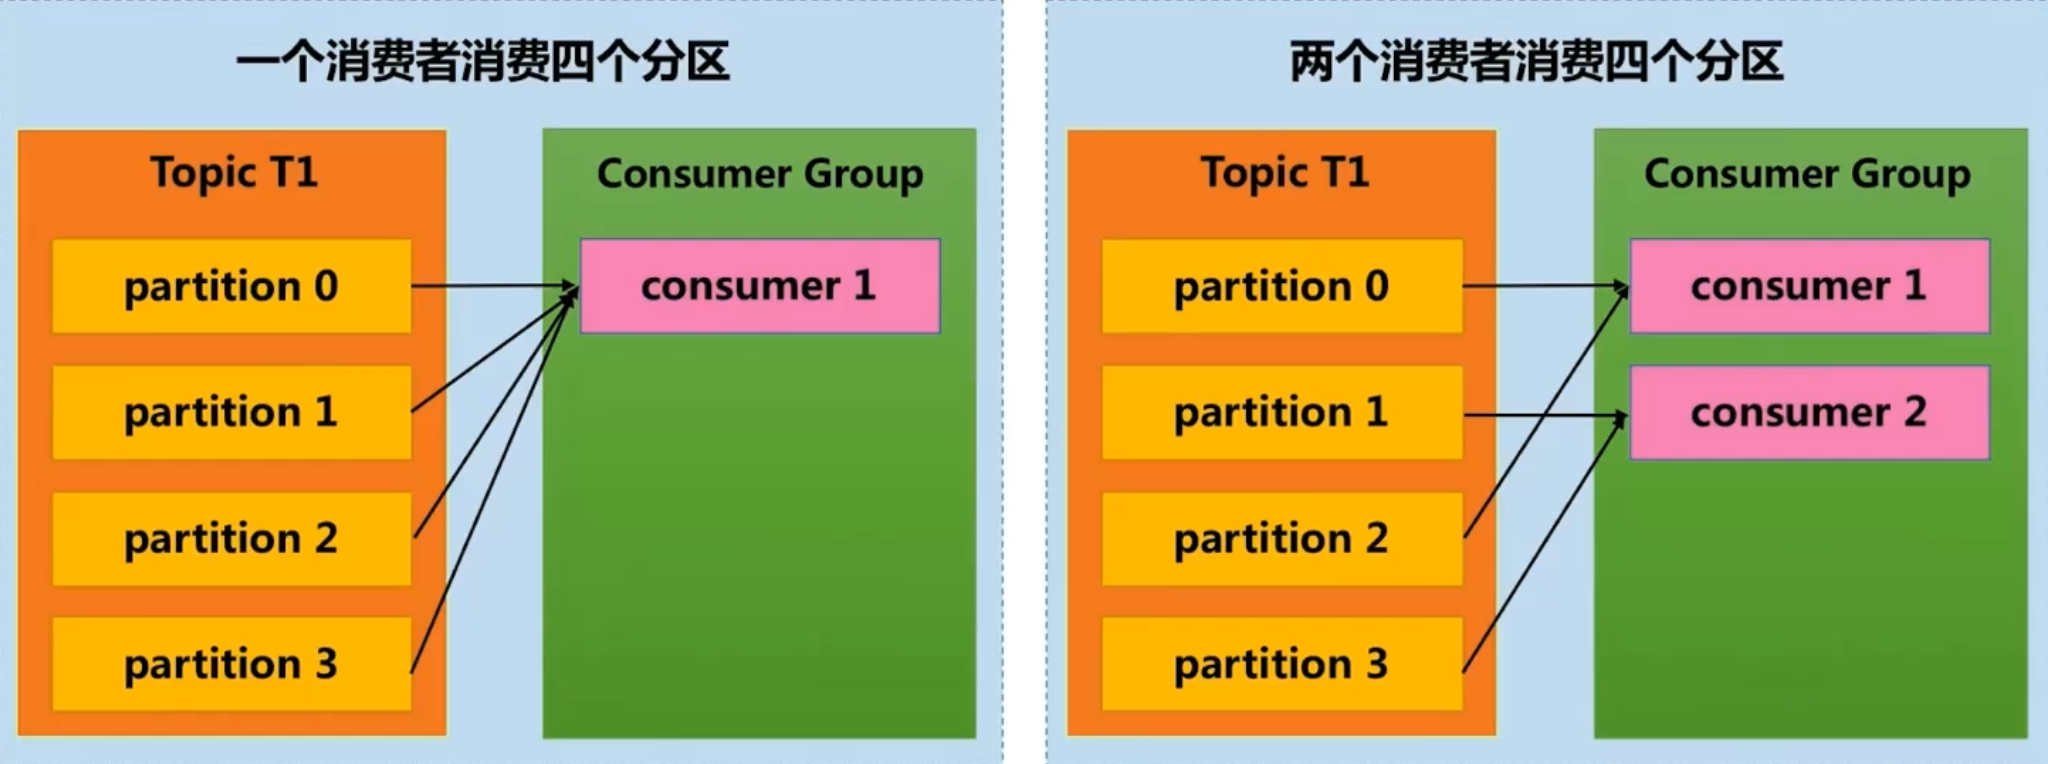 一个消费者消费四个分区
Topic T1
partition 0
partition 1
partition 2
partition 3
Consumer Group
consumer 1
两个消费者消费四个分区
Topic T1
partition 0
partition 1
partition 2
partition 3
Consumer Group
consumer 1
consumer 2